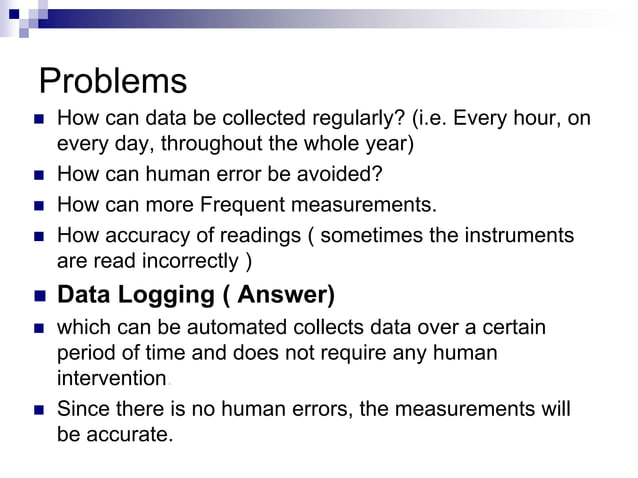 Problems
How can data be collected regularly? (i.e. Every hour, on
every day, throughout the whole year)
How can human error be avoided?
How can more Frequent measurements.
How accuracy of readings ( sometimes the instruments
are read incorrectly )
Data Logging ( Answer)
which can be automated collects data over a certain
period of time and does not require any human
intervention.
Since there is no human errors, the measurements will
be accurate.